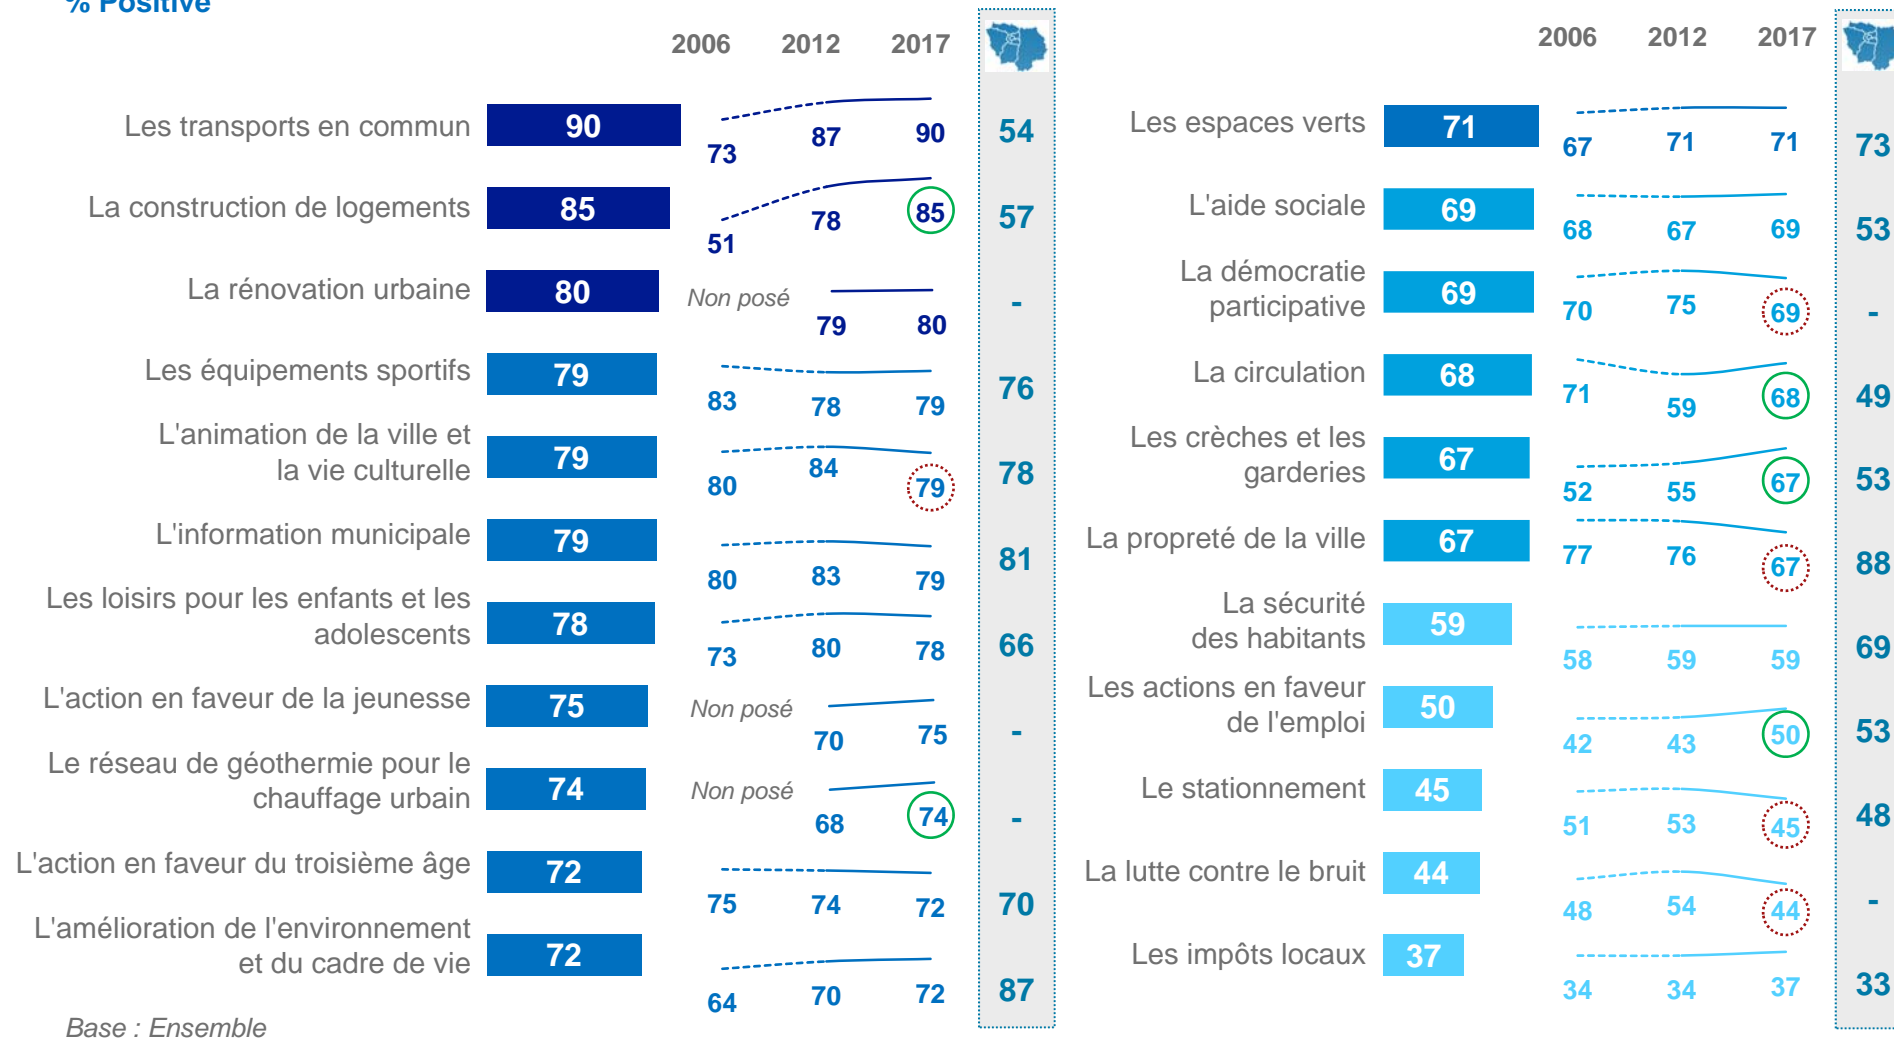 % Positive
2006 2012 2017
Les transports en commun 90 73 87 90 54
La construction de logements 85 51 78 85 57
La rénovation urbaine 80 Non posé 79 80 -
Les équipements sportifs 79 83 78 79 76
L'animation de la ville et
la vie culturelle 79 80 84 79 78
L'information municipale 79 80 83 79 81
Les loisirs pour les enfants et les
adolescents 78 73 80 78 66
L'action en faveur de la jeunesse 75 Non posé 70 75 -
Le réseau de géothermie pour le
chauffage urbain 74 Non posé 68 74 -
L'action en faveur du troisième âge 72 75 74 72 70
L'amélioration de l'environnement
et du cadre de vie 72 64 70 72 87
Base : Ensemble
2006 2012 2017
Les espaces verts 71 67 71 71 73
L'aide sociale 69 68 67 69 53
La démocratie
participative 69 70 75 69 -
La circulation 68 71 59 68 49
Les crèches et les
garderies 67 52 55 67 53
La propreté de la ville 67 77 76 67 88
La sécurité
des habitants 59 58 59 59 69
Les actions en faveur
de l'emploi 50 42 43 50 53
Le stationnement 45 51 53 45 48
La lutte contre le bruit 44 48 54 44 -
Les impôts locaux 37 34 34 37 33